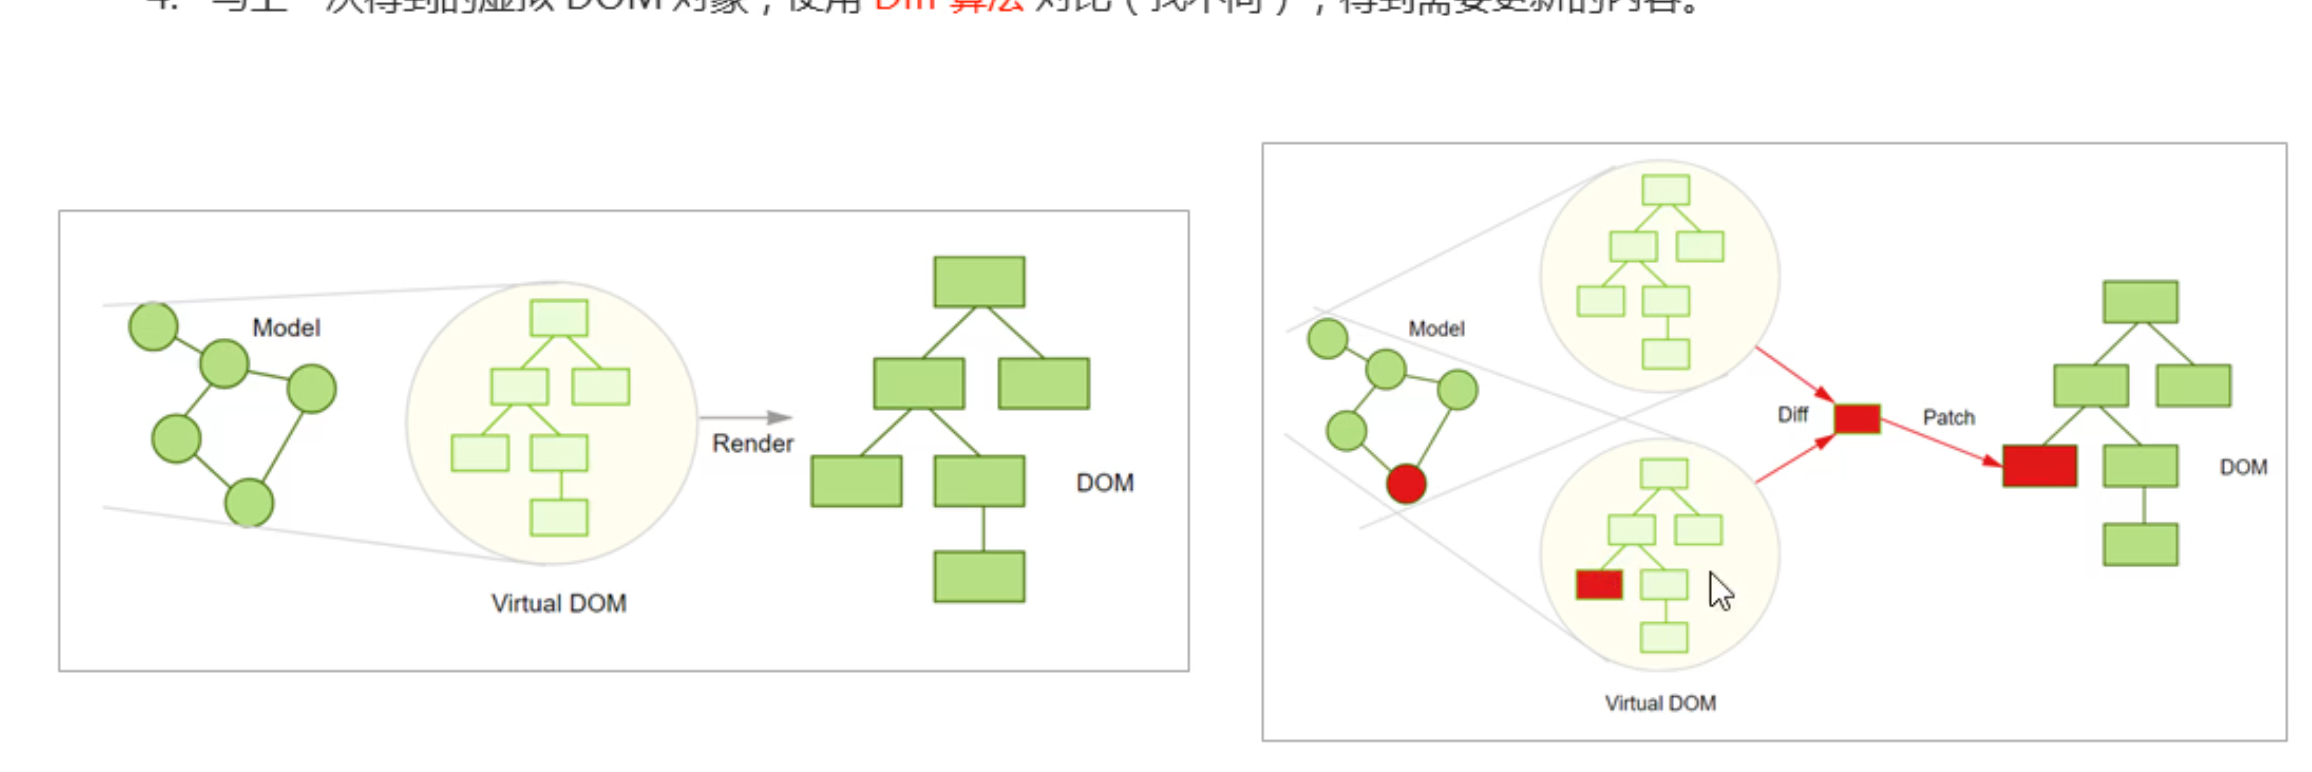 4. 与上一次得到的虚拟 DOM 对象，使用 Diff 算法 对比（找不同），得到需要更新的内容。
Model
Render
DOM
Virtual DOM
Model
Diff
Patch
DOM
Virtual DOM